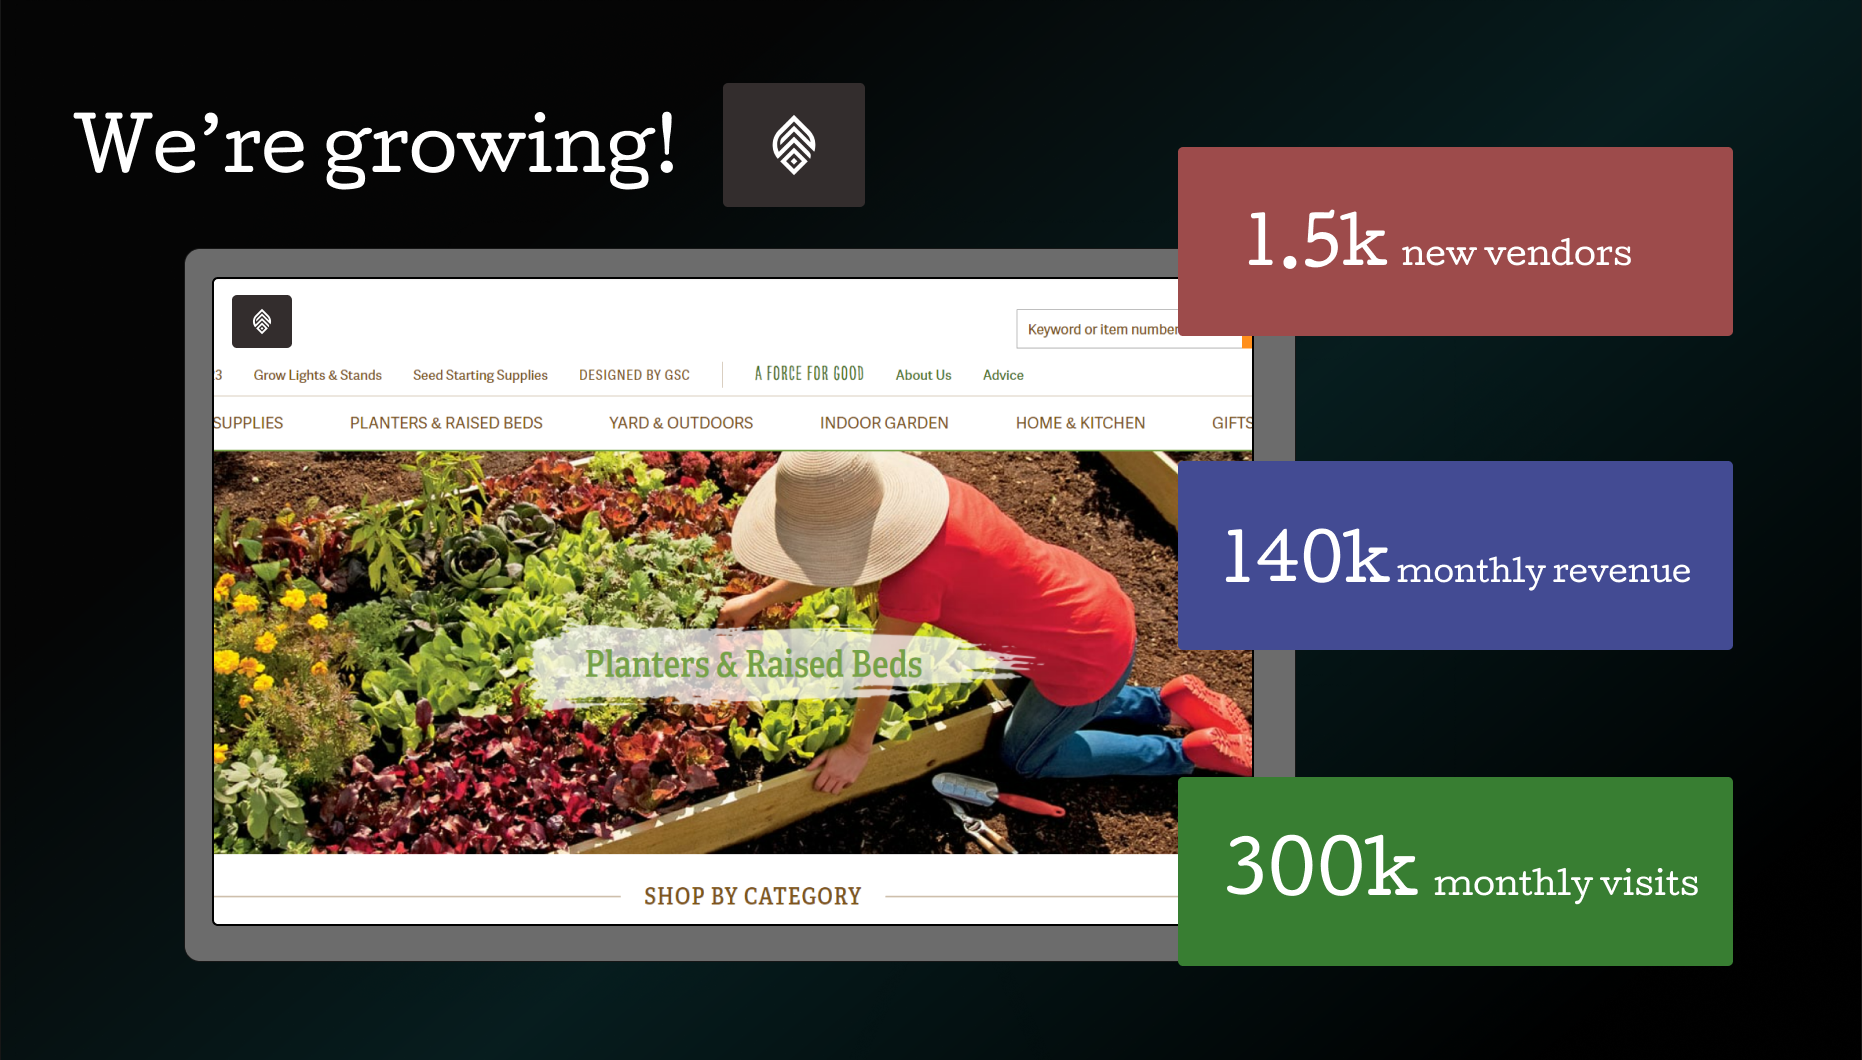 We're growing!
1.5k new vendors
Keyword or item number
3 Grow Lights & Stands Seed Starting Supplies DESIGNED BY GSC A FORCE FOR GOOD About Us Advice
SUPPLIES PLANTERS & RAISED BEDS YARD & OUTDOORS INDOOR GARDEN HOME & KITCHEN GIFTS
140k monthly revenue
Planters & Raised Beds
300k monthly visits
SHOP BY CATEGORY